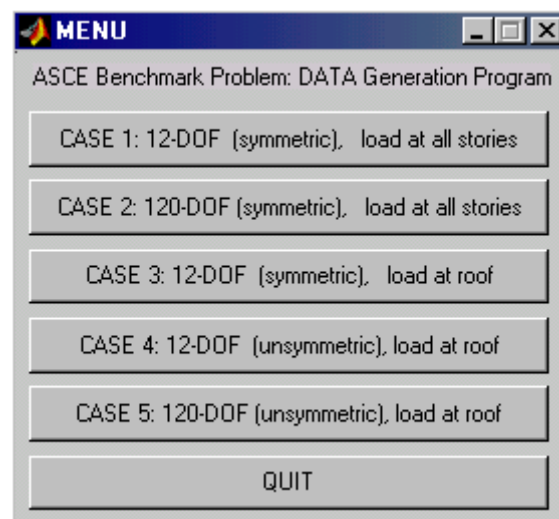 MENU
ASCE Benchmark Problem: DATA Generation Program
CASE 1: 12-DOF (symmetric), load at all stories
CASE 2: 120-DOF (symmetric), load at all stories
CASE 3: 12-DOF (symmetric), load at roof
CASE 4: 12-DOF (unsymmetric), load at roof
CASE 5: 120-DOF (unsymmetric), load at roof
QUIT